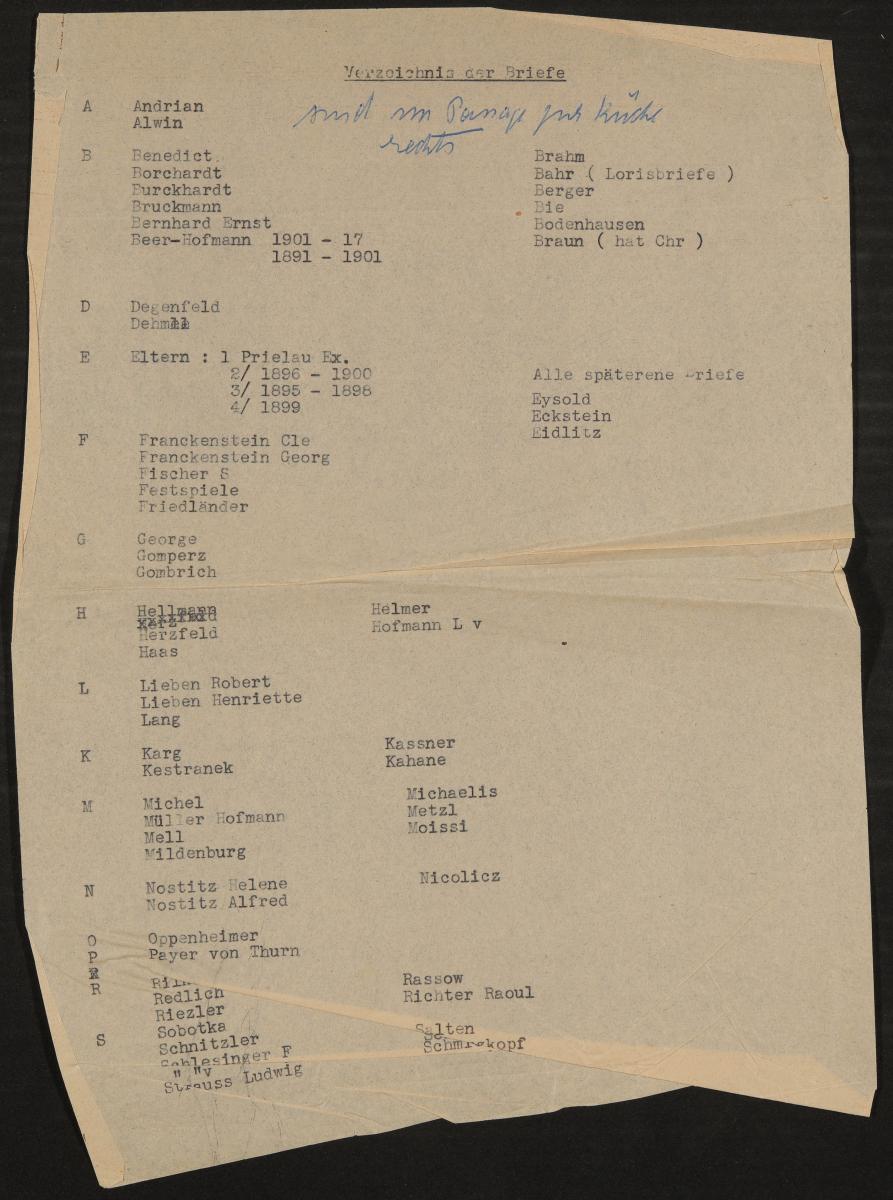 Verzeichnis der Briefe
A Andrian
Alwin
sind im Passage zur Küche
rechts
B Benedict
Borchardt
Burckhardt
Bruckmann
Bernhard Ernst
Beer-Hofmann 1901 - 17
1891 - 1901
Brahm
Bahr ( Lorisbriefe )
Berger
Bie
Bodenhausen
Braun ( hat Chr )
D Degenfeld
Dehmel
E Eltern : 1 Prielau Ex.
2/ 1896 - 1900
3/ 1895 - 1898
4/ 1899
Alle späterene Briefe
Eysold
Eckstein
Eidlitz
F Franckenstein Cle
Franckenstein Georg
Fischer S
Festspiele
Friedländer
G George
Gomperz
Gombrich
H Hellmann
Herzfeld
Haas
Helmer
Hofmann L v
L Lieben Robert
Lieben Henriette
Lang
K Karg
Kestranek
Kassner
Kahane
M Michel
Müller Hofmann
Mell
Mildenburg
Michaelis
Metzl
Moissi
N Nostitz Helene
Nostitz Alfred
Nicolicz
O Oppenheimer
P Payer von Thurn
R
Redlich
Riezler
Rassow
Richter Raoul
Sobotka
S Schnitzler
Schlesinger F
" "v
Strauss Ludwig
Salten